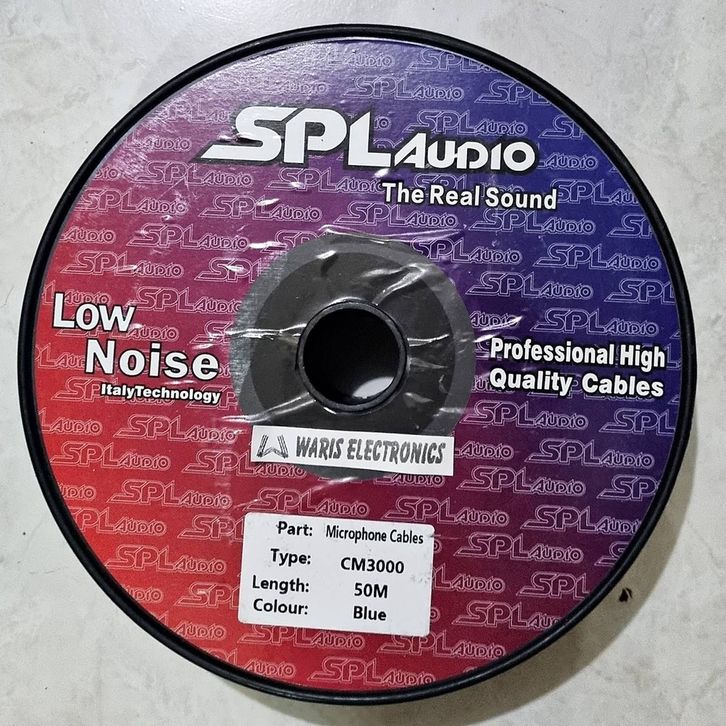 SPL AUDIO
The Real Sound
Low
Noise
ItalyTechnology
Professional High
Quality Cables
WARIS ELECTRONICS
Part: Microphone Cables
Type: CM3000
Length: 50M
Colour: Blue